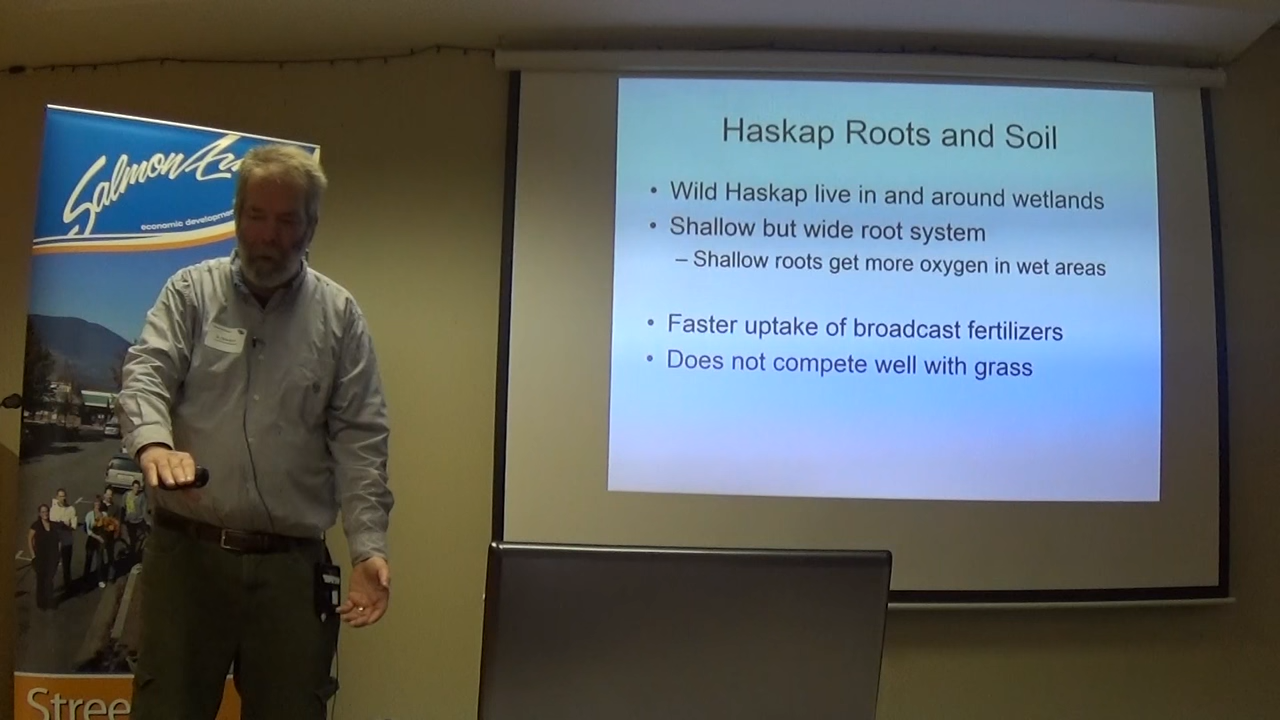 Salmon
economic development
Stree
Haskap Roots and Soil
• Wild Haskap live in and around wetlands
• Shallow but wide root system
– Shallow roots get more oxygen in wet areas
• Faster uptake of broadcast fertilizers
• Does not compete well with grass